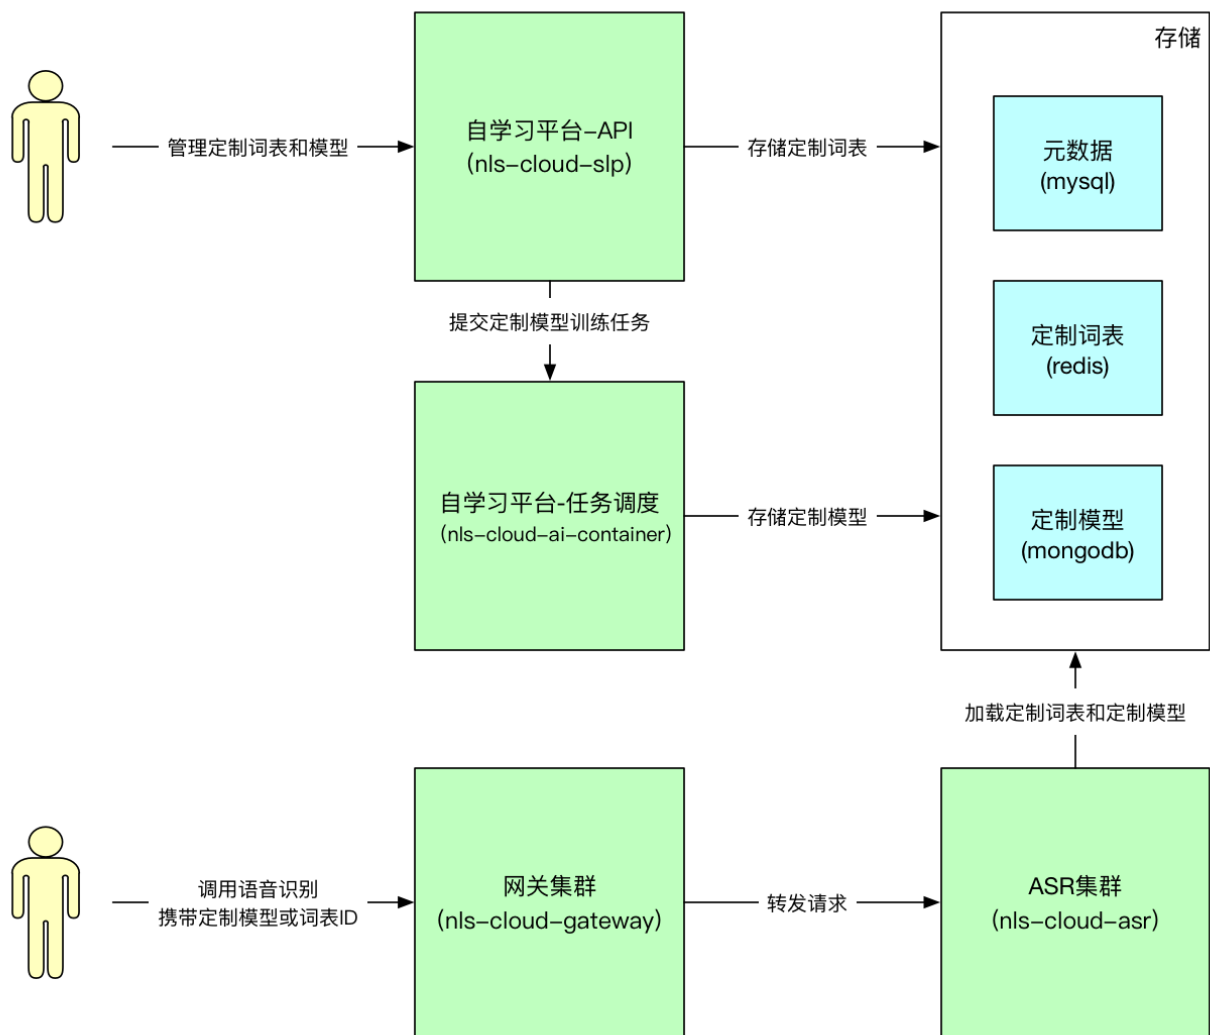 存储
管理定制词表和模型
自学习平台-API
(nls-cloud-slp)
存储定制词表
元数据
(mysql)
提交定制模型训练任务
定制词表
(redis)
自学习平台-任务调度
(nls-cloud-ai-container)
存储定制模型
定制模型
(mongodb)
加载定制词表和定制模型
调用语音识别
携带定制模型或词表ID
网关集群
(nls-cloud-gateway)
转发请求
ASR集群
(nls-cloud-asr)